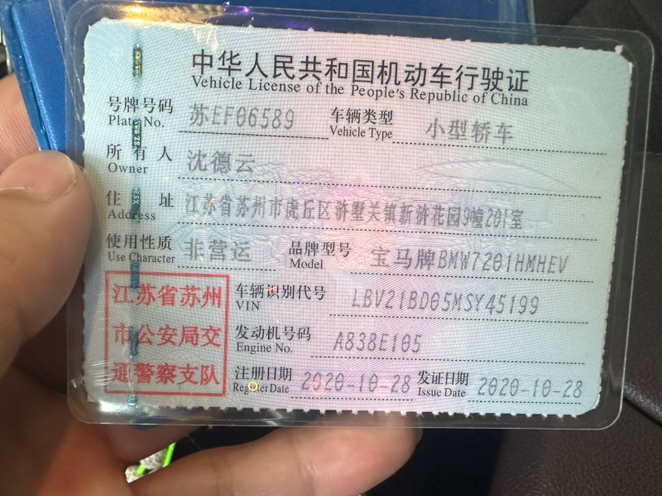 中华人民共和国机动车行驶证
Vehicle License of the People's Republic of China
号牌号码 苏EF06589 车辆类型 小型轿车
Plate No. Vehicle Type
所有人 沈德云
Owner
住址 江苏省苏州市虎丘区浒墅关镇新浒花园9幢201室
Address
使用性质 非营运 品牌型号 宝马牌BMW7201HMHEV
Use Character Model
江苏省苏州 车辆识别代号 LBV21BD05MSY45199
VIN
市公安局交 发动机号码 A838E105
Engine No.
通警察支队 注册日期 2020-10-28 发证日期 2020-10-28
Register Date Issue Date